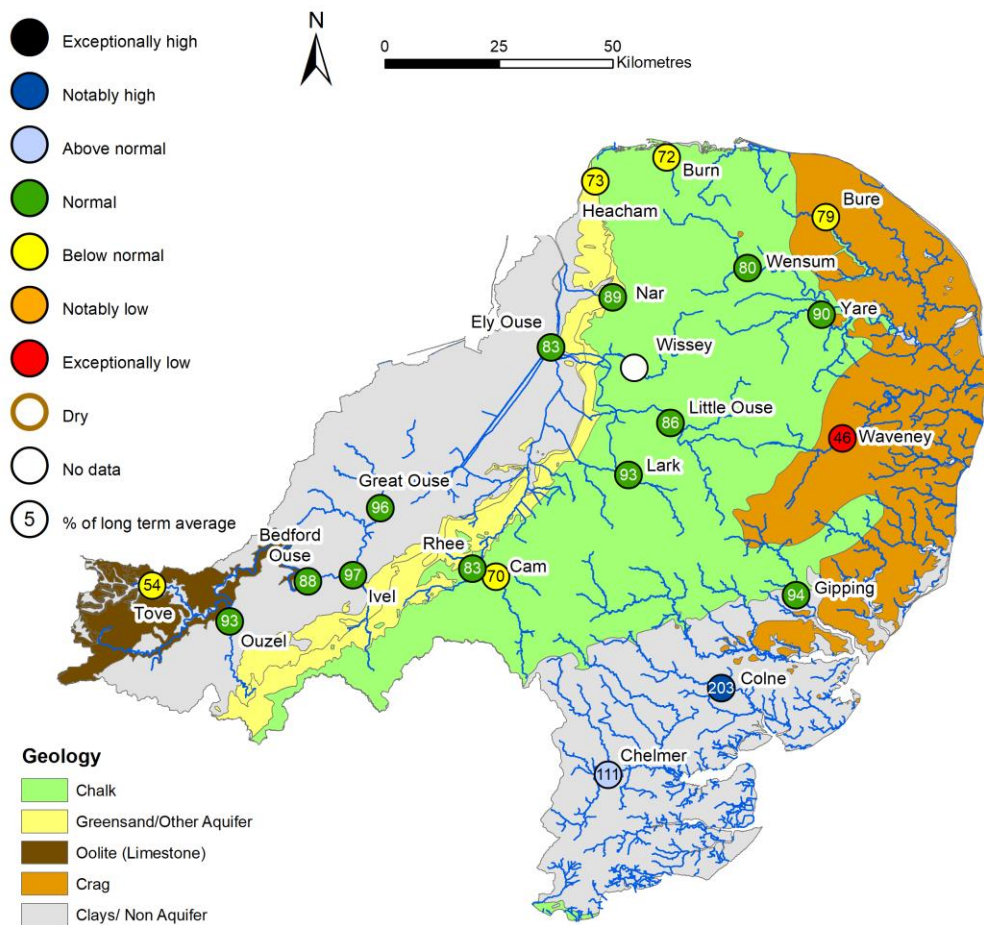 Exceptionally high
Notably high
Above normal
Normal
Below normal
Notably low
Exceptionally low
Dry
No data
5 % of long term average
N
0 25 50
Kilometres
72 Burn
73 Heacham
79 Bure
80 Wensum
89 Nar
90 Yare
83 Ely Ouse
Wissey
86 Little Ouse
46 Waveney
93 Lark
96 Great Ouse
88 Bedford
Ouse
97 Ivel
83 Rhee
70 Cam
94 Gipping
54 Tove
93 Ouzel
203 Colne
111 Chelmer
Geology
Chalk
Greensand/Other Aquifer
Oolite (Limestone)
Crag
Clays/ Non Aquifer